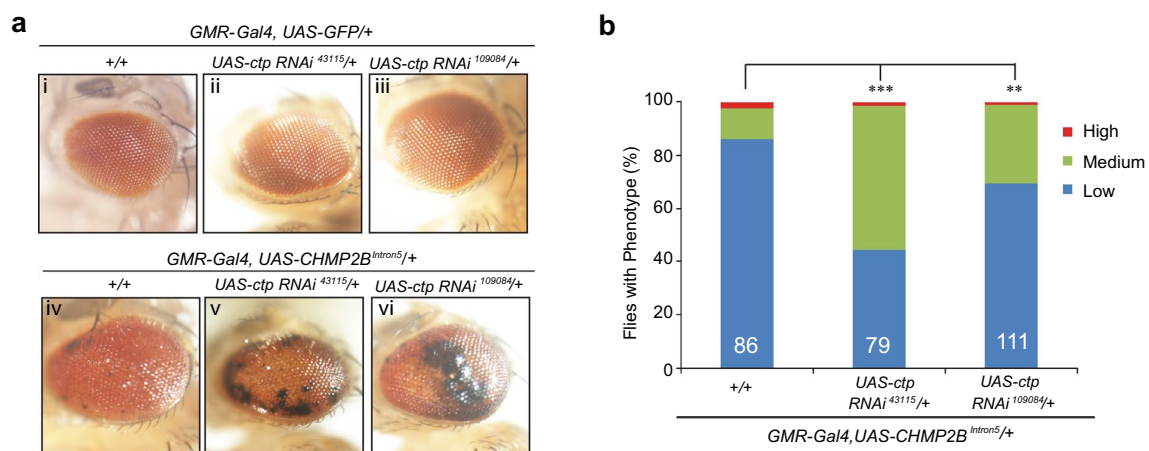 a
GMR-Gal4, UAS-GFP/+
+/+ UAS-ctp RNAi 43115/+ UAS-ctp RNAi 109084/+
i ii iii
GMR-Gal4, UAS-CHMP2B Intron5/+
+/+ UAS-ctp RNAi 43115/+ UAS-ctp RNAi 109084/+
iv v vi
b
*** **
Flies with Phenotype (%)
100
80
60
40
20
0
86 79 111
High
Medium
Low
+/+ UAS-ctp RNAi 43115/+ UAS-ctp RNAi 109084/+
GMR-Gal4,UAS-CHMP2B Intron5/+